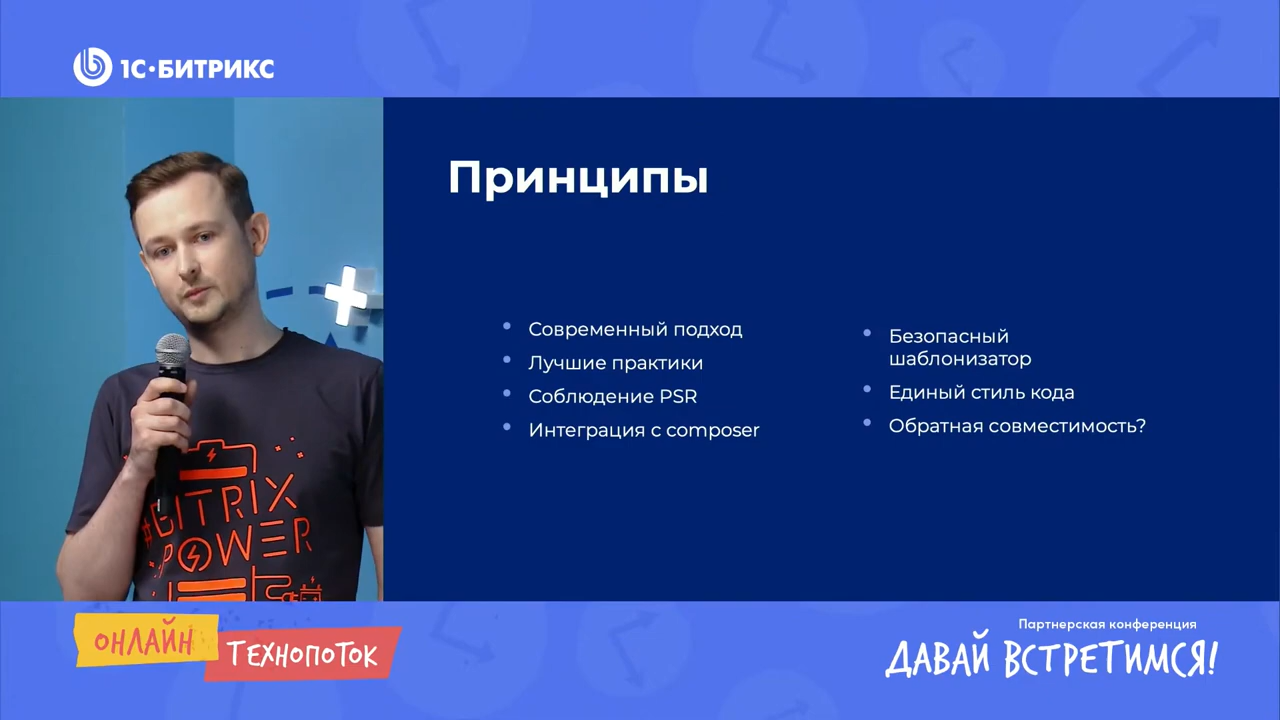 1С·БИТРИКС
Принципы
Современный подход
Лучшие практики
Соблюдение PSR
Интеграция с composer
Безопасный
шаблонизатор
Единый стиль кода
Обратная совместимость?
#BITRIX
POWER
ОНЛАЙН
ТЕХНОПОТОК
Партнерская конференция
ДАВАЙ ВСТРЕТИМСЯ!